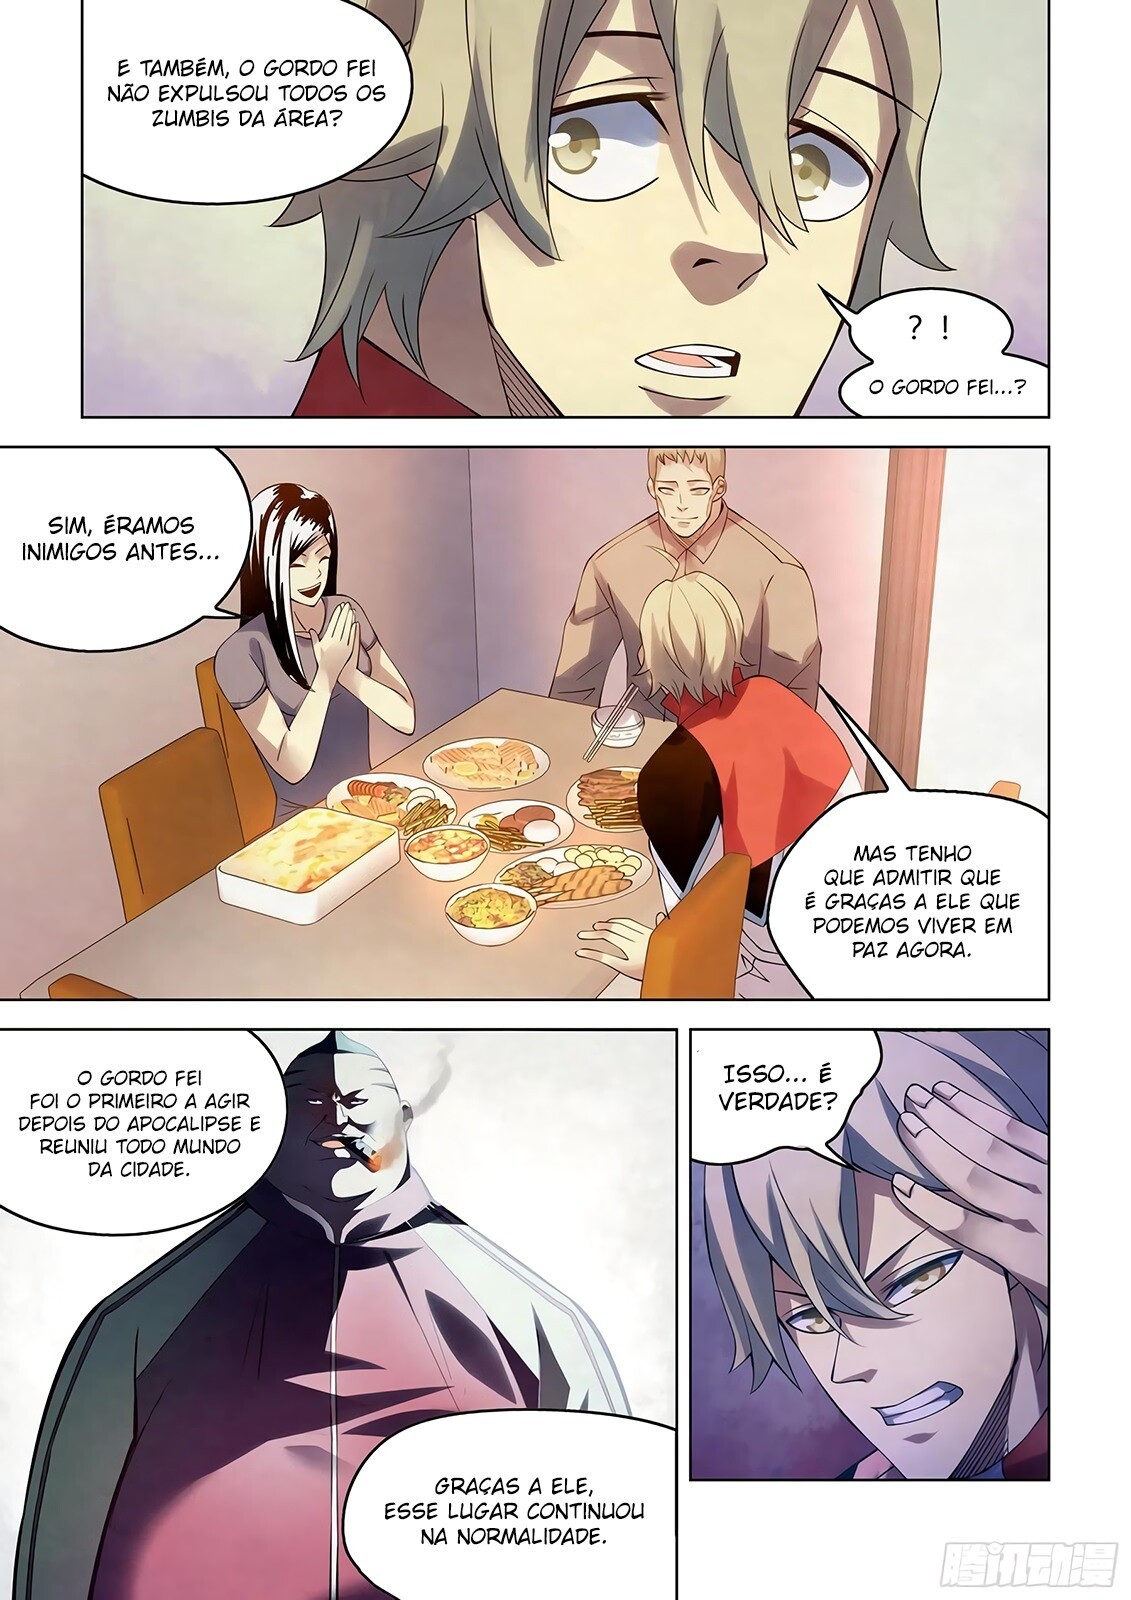 E TAMBÉM, O GORDO FEI
NÃO EXPULSOU TODOS OS
ZUMBIS DA ÁREA?
?!
O GORDO FEI...?
SIM, ÉRAMOS
INIMIGOS ANTES...
MAS TENHO
QUE ADMITIR QUE
É GRAÇAS A ELE QUE
PODEMOS VIVER EM
PAZ AGORA.
O GORDO FEI
FOI O PRIMEIRO A AGIR
DEPOIS DO APOCALIPSE E
REUNIU TODO MUNDO
DA CIDADE.
GRAÇAS A ELE,
ESSE LUGAR CONTINUOU
NA NORMALIDADE.
ISSO... É
VERDADE?
腾讯动漫